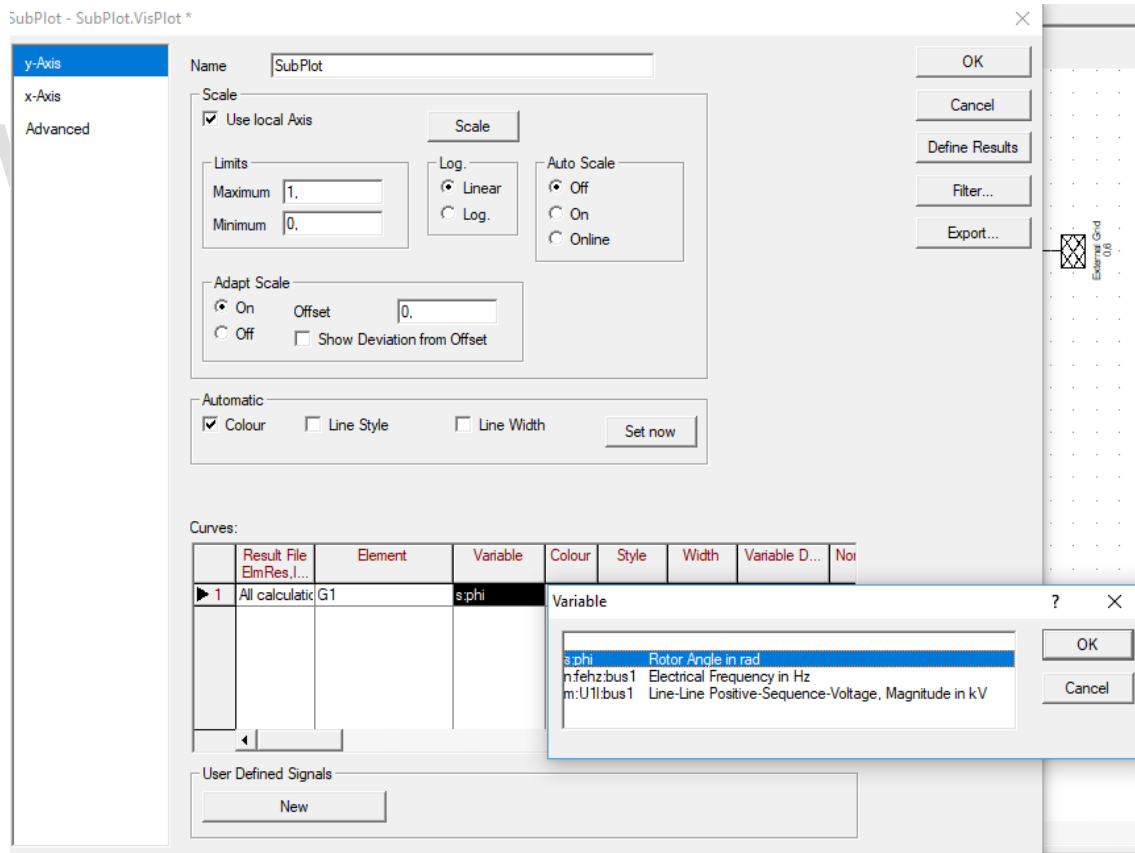 SubPlot - SubPlot.VisPlot *
y-Axis
x-Axis
Advanced
Name SubPlot
Scale
Use local Axis
Scale
Limits
Maximum 1,
Minimum 0,
Log.
Linear
Log.
Auto Scale
Off
On
Online
Adapt Scale
On
Off
Offset 0,
Show Deviation from Offset
Automatic
Colour Line Style Line Width Set now
OK
Cancel
Define Results
Filter...
Export...
External Grid
0,6
Curves:
Result File Element Variable Colour Style Width Variable D... Nor
ElmRes,I...
1 All calculatic G1 s:phi
Variable ?
s:phi Rotor Angle in rad
n:fehz:bus1 Electrical Frequency in Hz
m:U1l:bus1 Line-Line Positive-Sequence-Voltage, Magnitude in kV
OK
Cancel
User Defined Signals
New